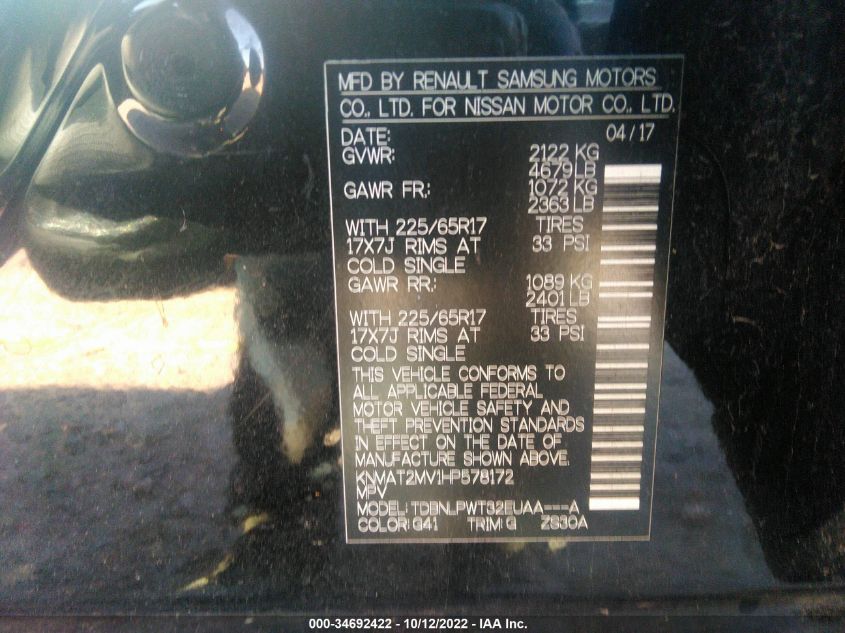 MFD BY RENAULT SAMSUNG MOTORS
CO., LTD. FOR NISSAN MOTOR CO., LTD.
DATE: 04/17
GVWR: 2122 KG
4679 LB
GAWR FR.: 1072 KG
2363 LB
WITH 225/65R17 TIRES
17X7J RIMS AT 33 PSI
COLD SINGLE
GAWR RR.: 1089 KG
2401 LB
WITH 225/65R17 TIRES
17X7J RIMS AT 33 PSI
COLD SINGLE
THIS VEHICLE CONFORMS TO
ALL APPLICABLE FEDERAL
MOTOR VEHICLE SAFETY AND
THEFT PREVENTION STANDARDS
IN EFFECT ON THE DATE OF
MANUFACTURE SHOWN ABOVE.
KNMAT2MV1HP578172
MPV
MODEL: TDBNLPWT32EUAA---A
COLOR: G41 TRIM: G ZS30A
000-34692422 - 10/12/2022 - IAA Inc.